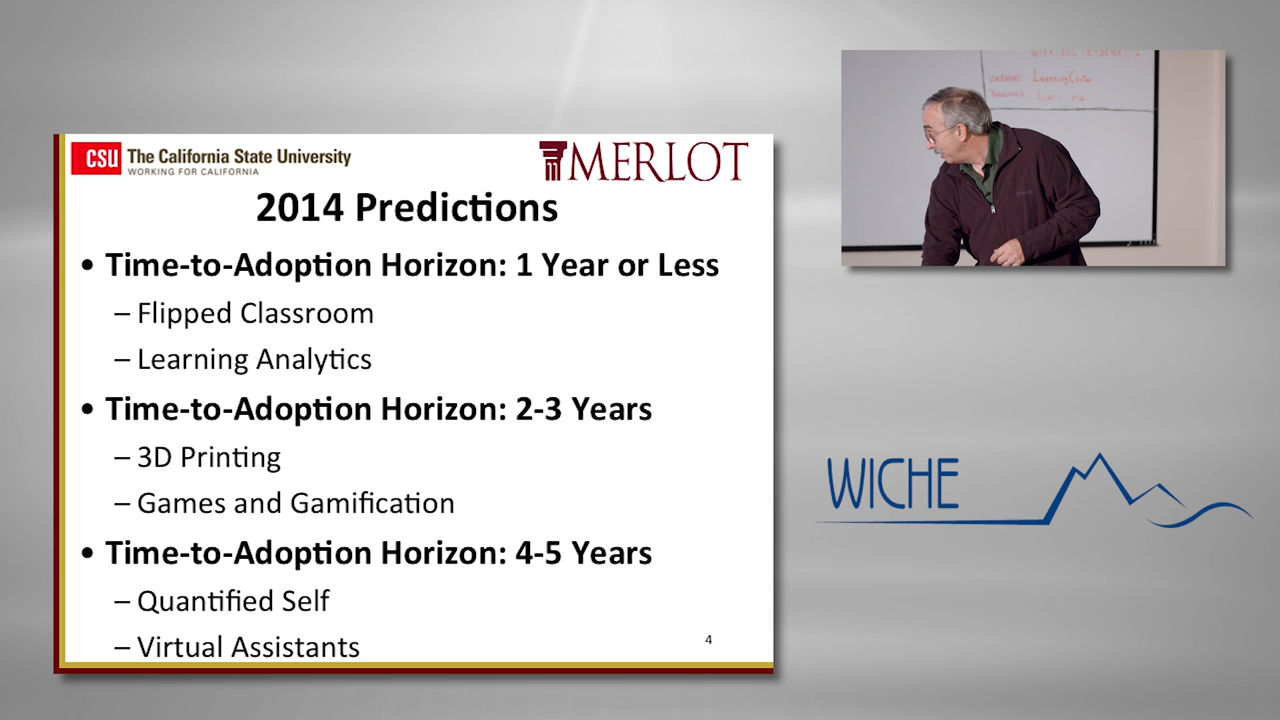 CSU The California State University
WORKING FOR CALIFORNIA
MERLOT
2014 Predictions
• Time-to-Adoption Horizon: 1 Year or Less
– Flipped Classroom
– Learning Analytics
• Time-to-Adoption Horizon: 2-3 Years
– 3D Printing
– Games and Gamification
• Time-to-Adoption Horizon: 4-5 Years
– Quantified Self
– Virtual Assistants
4
WICHE